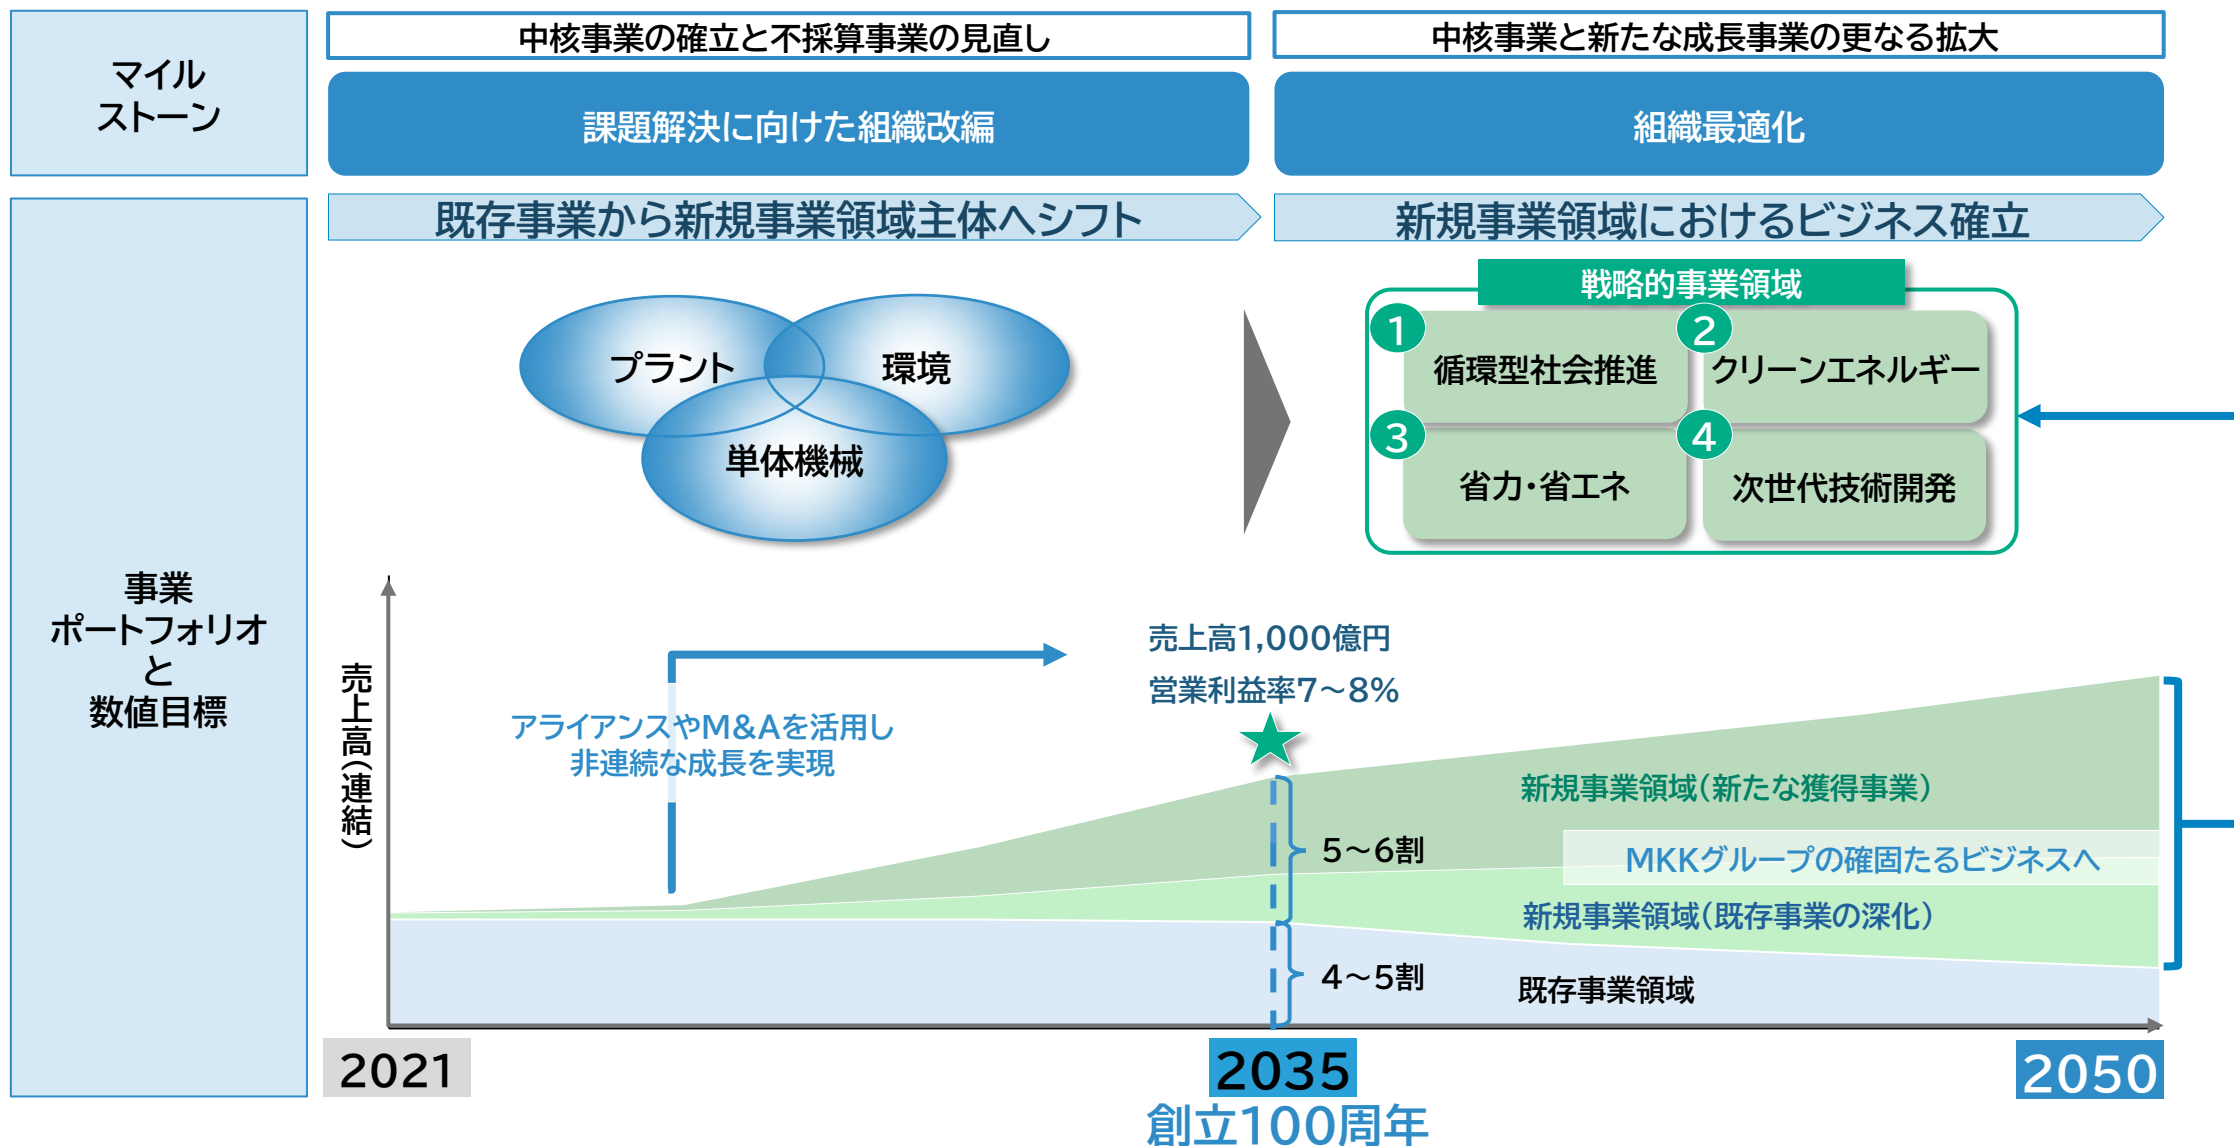 マイル
ストーン
中核事業の確立と不採算事業の見直し
中核事業と新たな成長事業の更なる拡大
課題解決に向けた組織改編
組織最適化
事業
ポートフォリオ
と
数値目標
既存事業から新規事業領域主体へシフト
新規事業領域におけるビジネス確立
プラント
環境
単体機械
戦略的事業領域
1
循環型社会推進
2
クリーンエネルギー
3
省力・省エネ
4
次世代技術開発
売上高(連結)
アライアンスやM&Aを活用し
非連続な成長を実現
売上高1,000億円
営業利益率7～8%
新規事業領域(新たな獲得事業)
5～6割
MKKグループの確固たるビジネスへ
新規事業領域(既存事業の深化)
4～5割
既存事業領域
2021
2035
2050
創立100周年